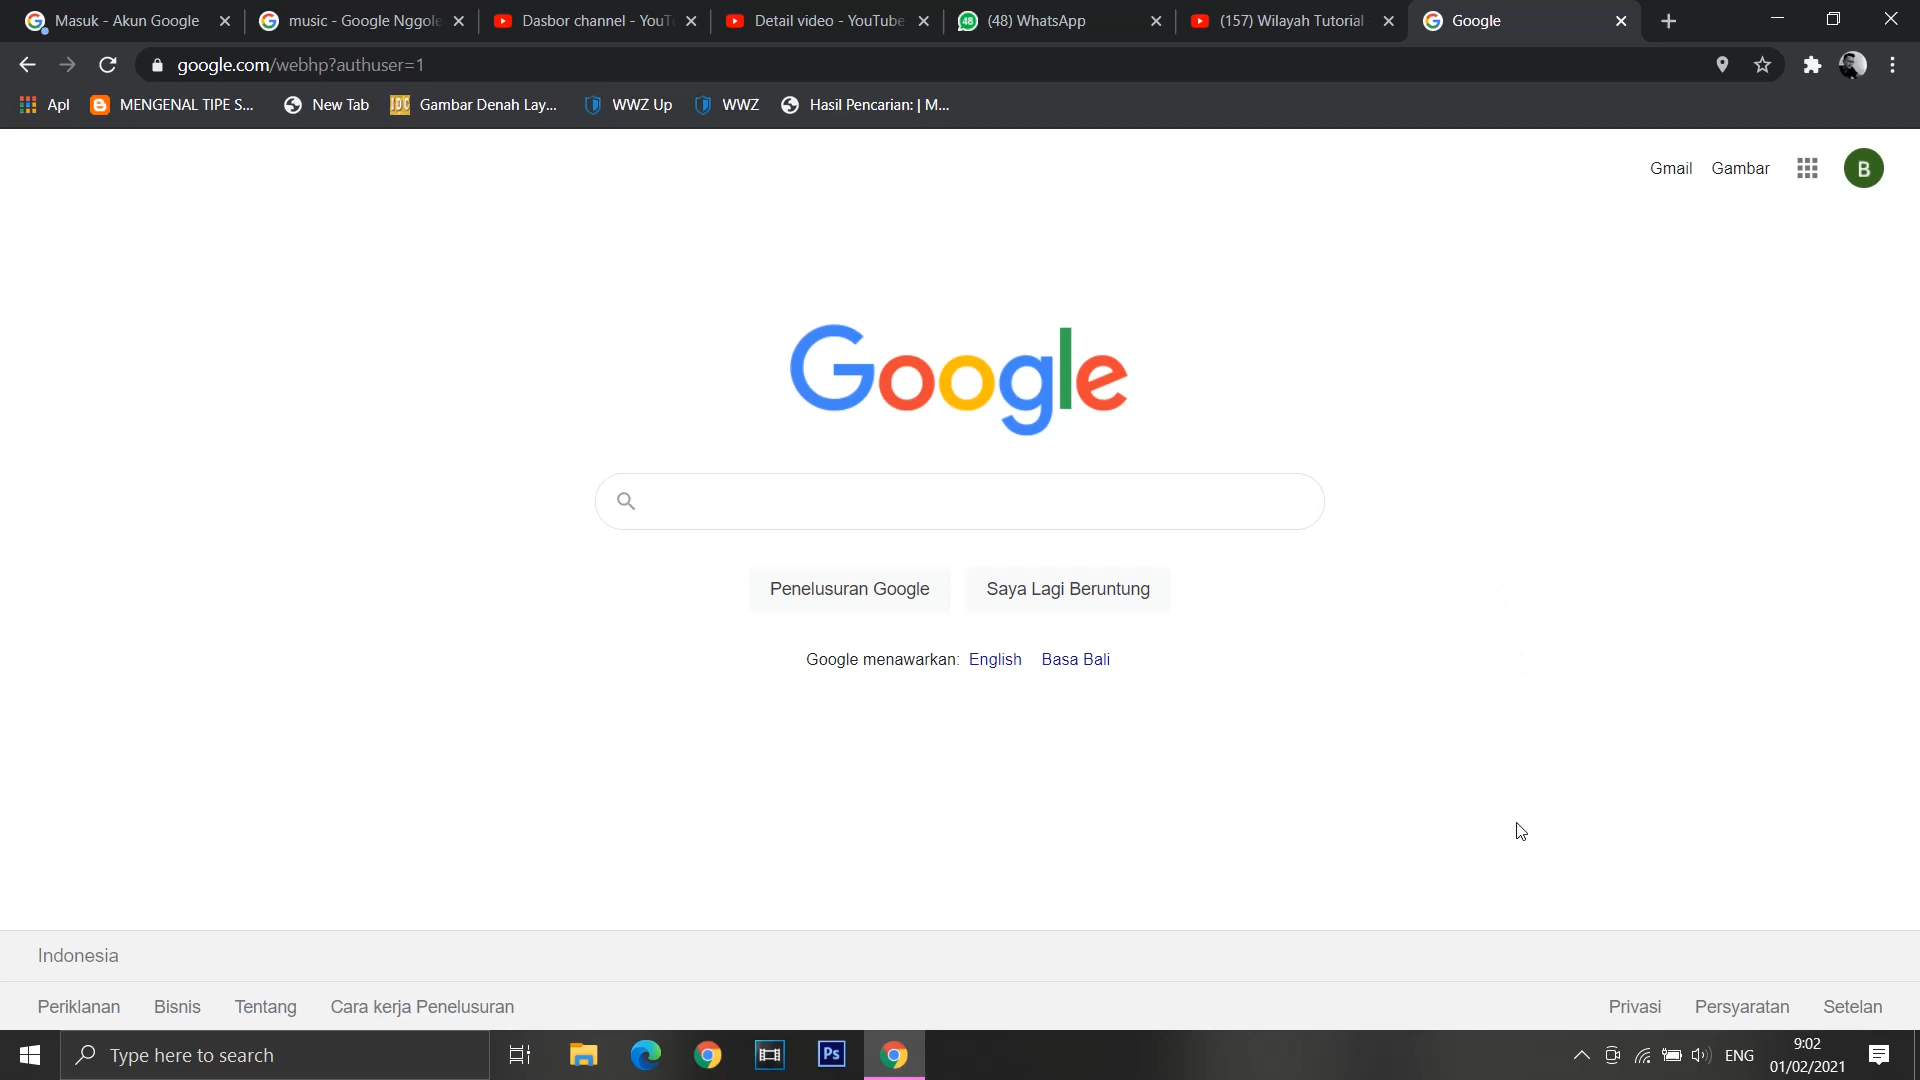 Masuk - Akun Google
music - Google Nggole
Dasbor channel - YouT
Detail video - YouTube
(48) WhatsApp
(157) Wilayah Tutorial
Google
google.com/webhp?authuser=1
Apl
MENGENAL TIPE S...
New Tab
Gambar Denah Lay...
WWZ Up
WWZ
Hasil Pencarian: | M...
Gmail Gambar
B
Google
Penelusuran Google
Saya Lagi Beruntung
Google menawarkan: English Basa Bali
Indonesia
Periklanan Bisnis Tentang Cara kerja Penelusuran
Privasi Persyaratan Setelan
Type here to search
Ps
ENG
9:02
01/02/2021